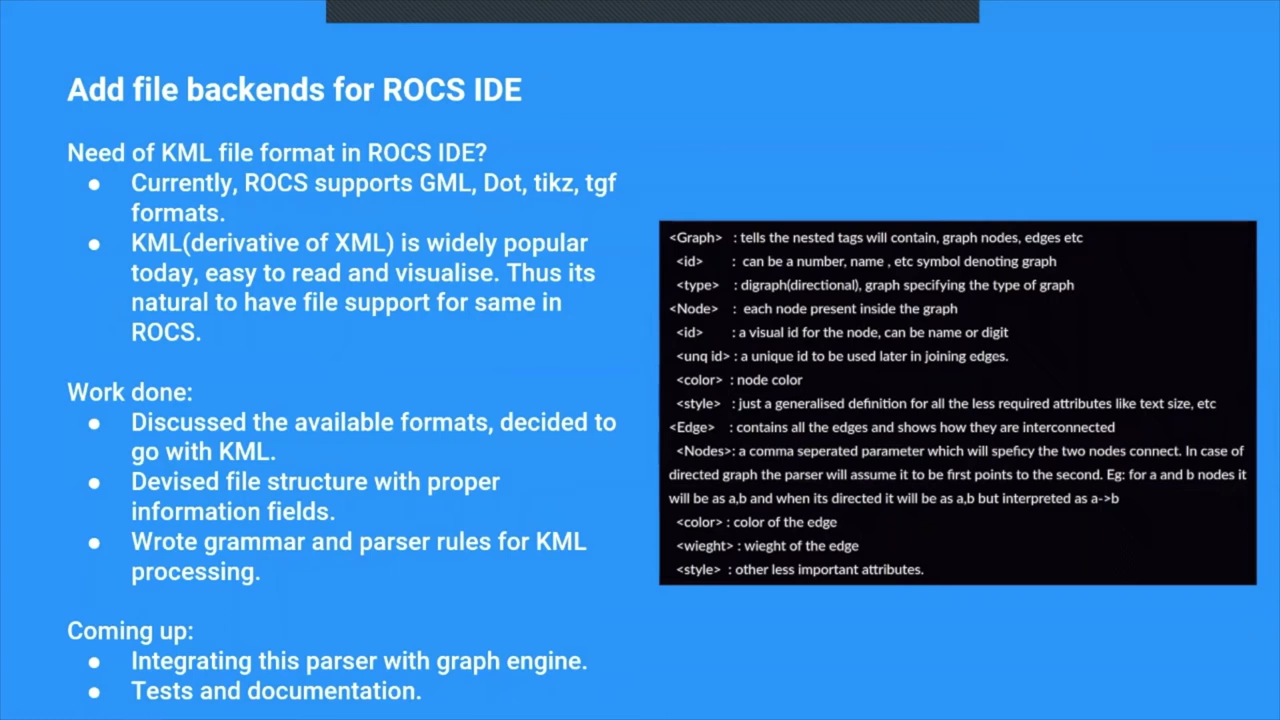 Add file backends for ROCS IDE
Need of KML file format in ROCS IDE?
● Currently, ROCS supports GML, Dot, tikz, tgf
formats.
● KML(derivative of XML) is widely popular
today, easy to read and visualise. Thus its
natural to have file support for same in
ROCS.
Work done:
● Discussed the available formats, decided to
go with KML.
● Devised file structure with proper
information fields.
● Wrote grammar and parser rules for KML
processing.
Coming up:
● Integrating this parser with graph engine.
● Tests and documentation.
<Graph> : tells the nested tags will contain, graph nodes, edges etc
<id> : can be a number, name , etc symbol denoting graph
<type> : digraph(directional), graph specifying the type of graph
<Node> : each node present inside the graph
<id> : a visual id for the node, can be name or digit
<unq id> : a unique id to be used later in joining edges.
<color> : node color
<style> : just a generalised definition for all the less required attributes like text size, etc
<Edge> : contains all the edges and shows how they are interconnected
<Nodes>: a comma seperated parameter which will speficy the two nodes connect. In case of
directed graph the parser will assume it to be first points to the second. Eg: for a and b nodes it
will be as a,b and when its directed it will be as a,b but interpreted as a->b
<color> : color of the edge
<wieght> : wieght of the edge
<style> : other less important attributes.